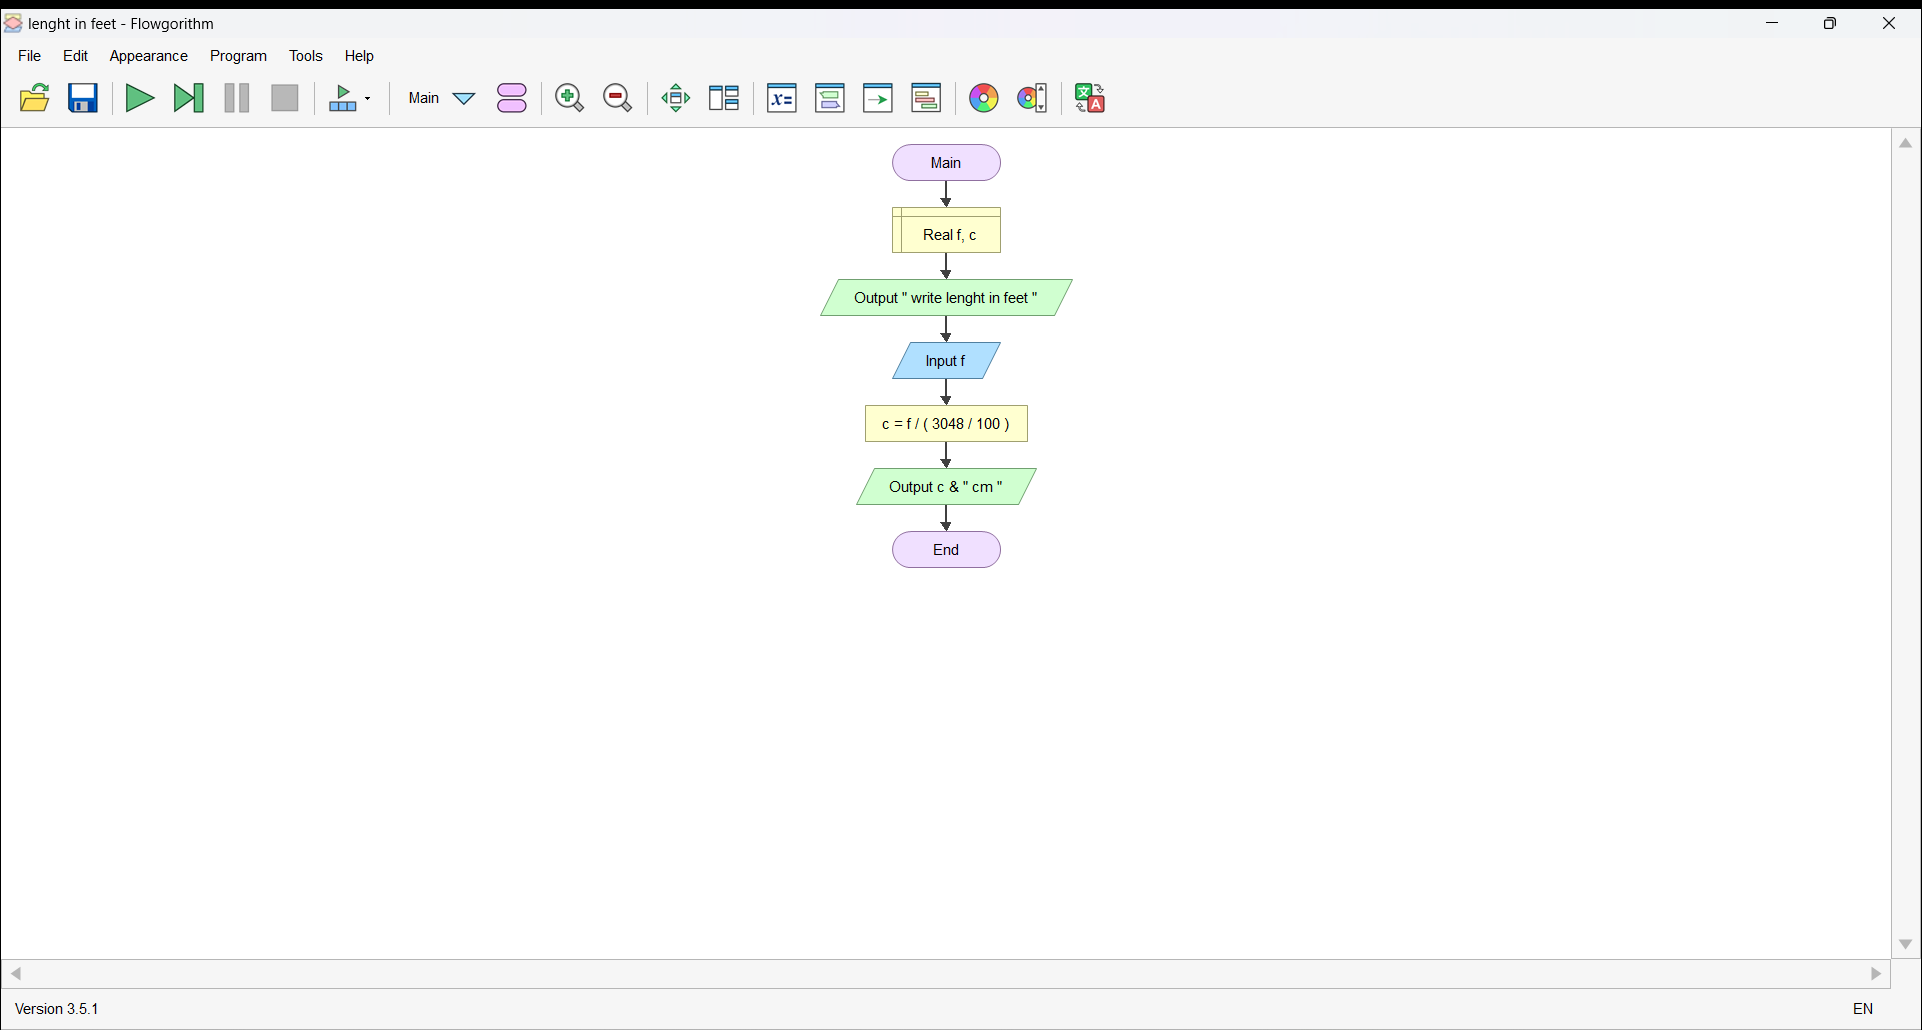 lenght in feet - Flowgorithm
File Edit Appearance Program Tools Help
Main x= 文 A
Main
Real f, c
Output " write lenght in feet "
Input f
c = f / ( 3048 / 100 )
Output c & " cm "
End
Version 3.5.1 EN